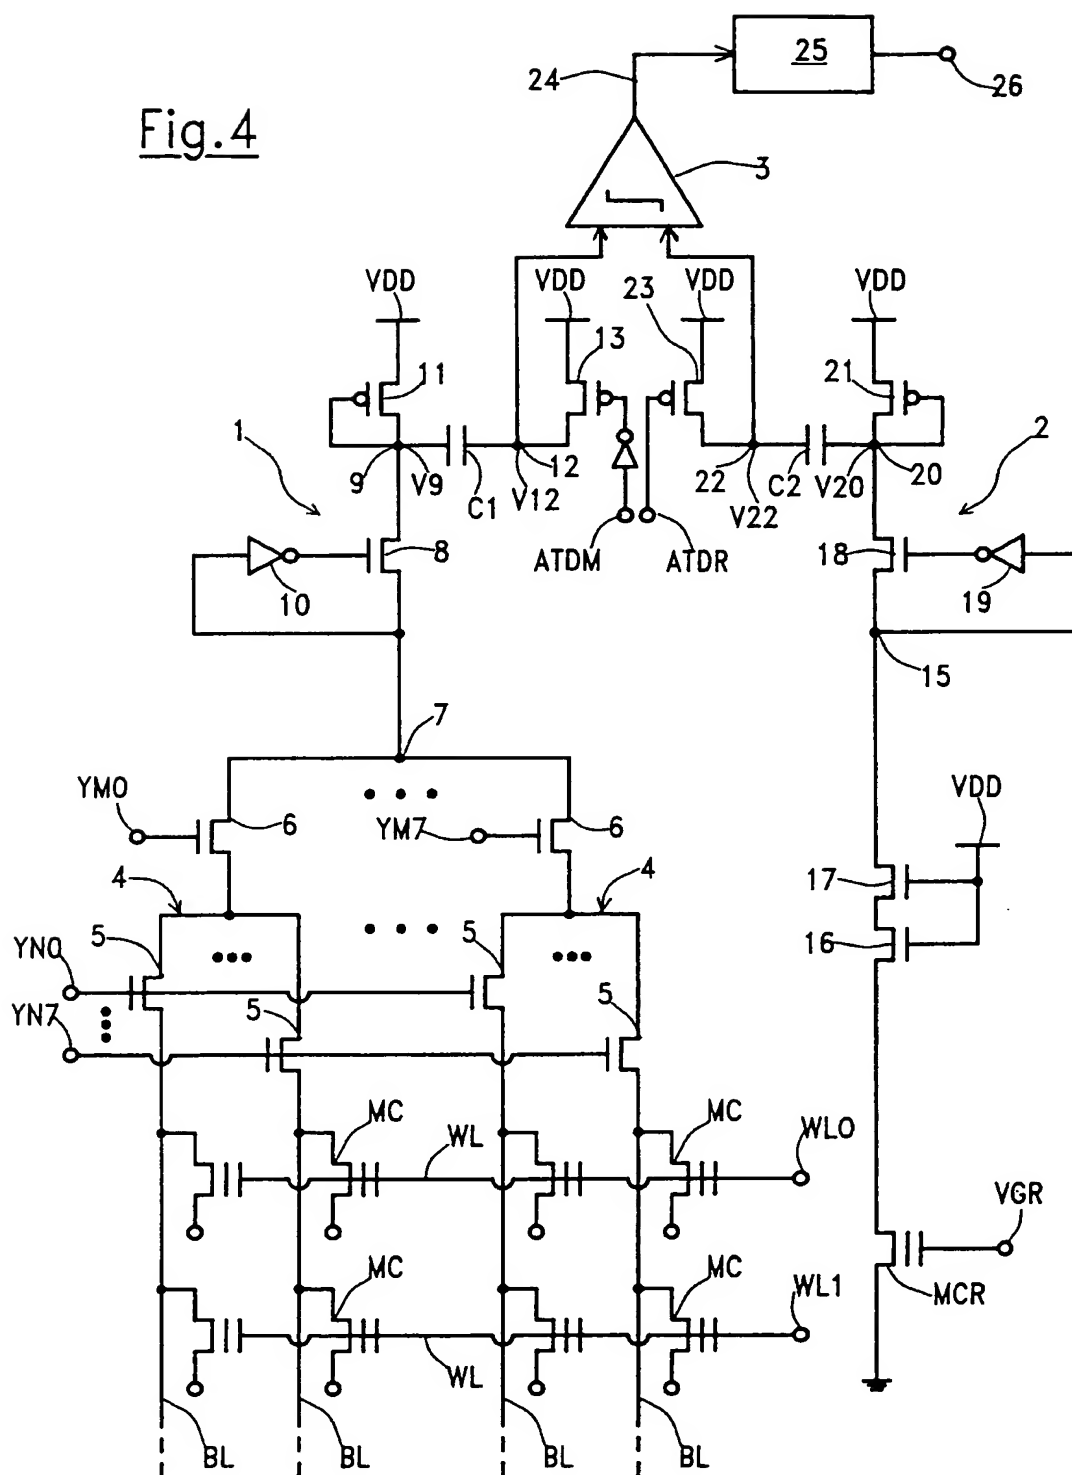 25
24
26
Fig.4
3
VDD
VDD
23
VDD
VDD
13
11
21
1
2
9
V9
C1
12
V12
22
V22
C2
V20
20
8
18
10
ATDM
ATDR
19
15
7
YM0
6
YM7
6
VDD
4
4
17
5
5
16
YN0
YN7
5
5
MC
WL
MC
WL0
VGR
MC
MC
WL1
MCR
WL
BL
BL
BL
BL